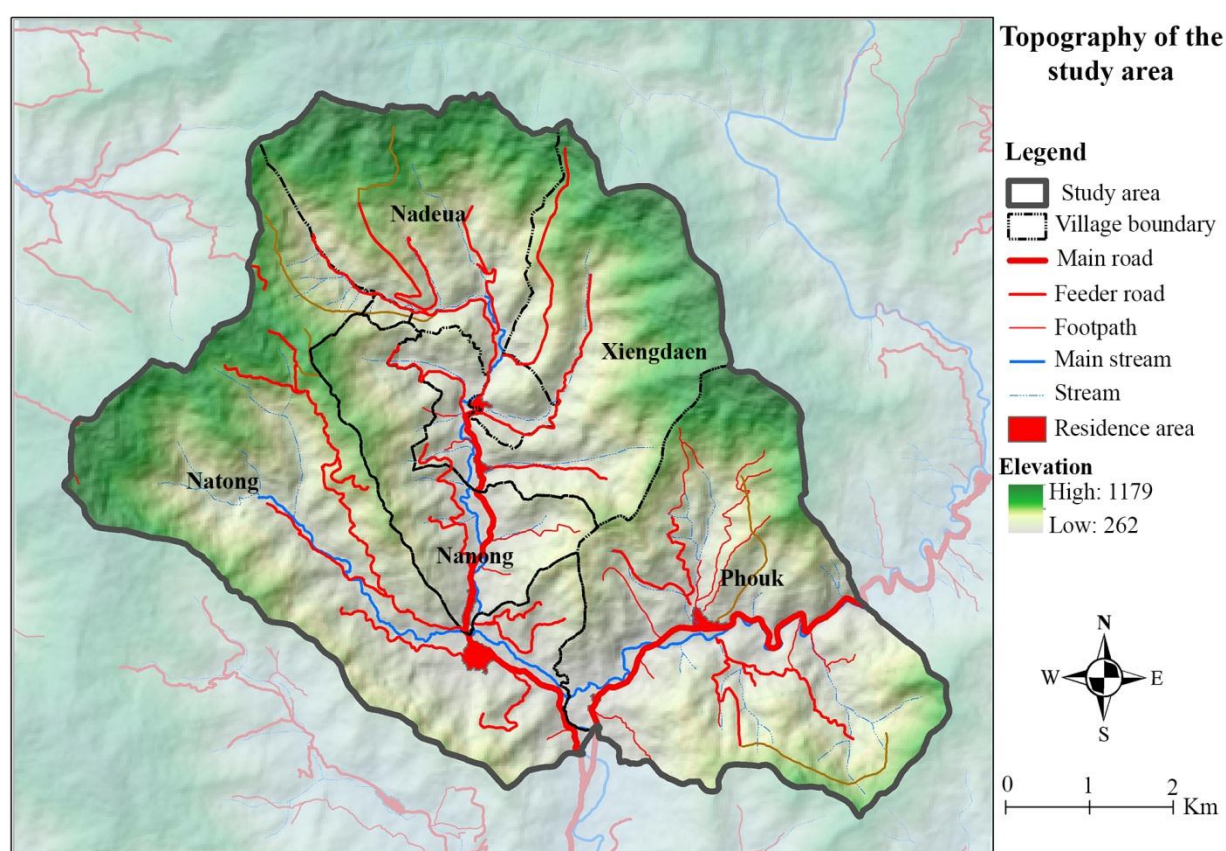 Topography of the
study area
Legend
Study area
Village boundary
Main road
Feeder road
Footpath
Main stream
Stream
Residence area
Elevation
High: 1179
Low: 262
N
W E
S
0 1 2
Km
Nadeua
Xiengdaen
Natong
Nanong
Phouk